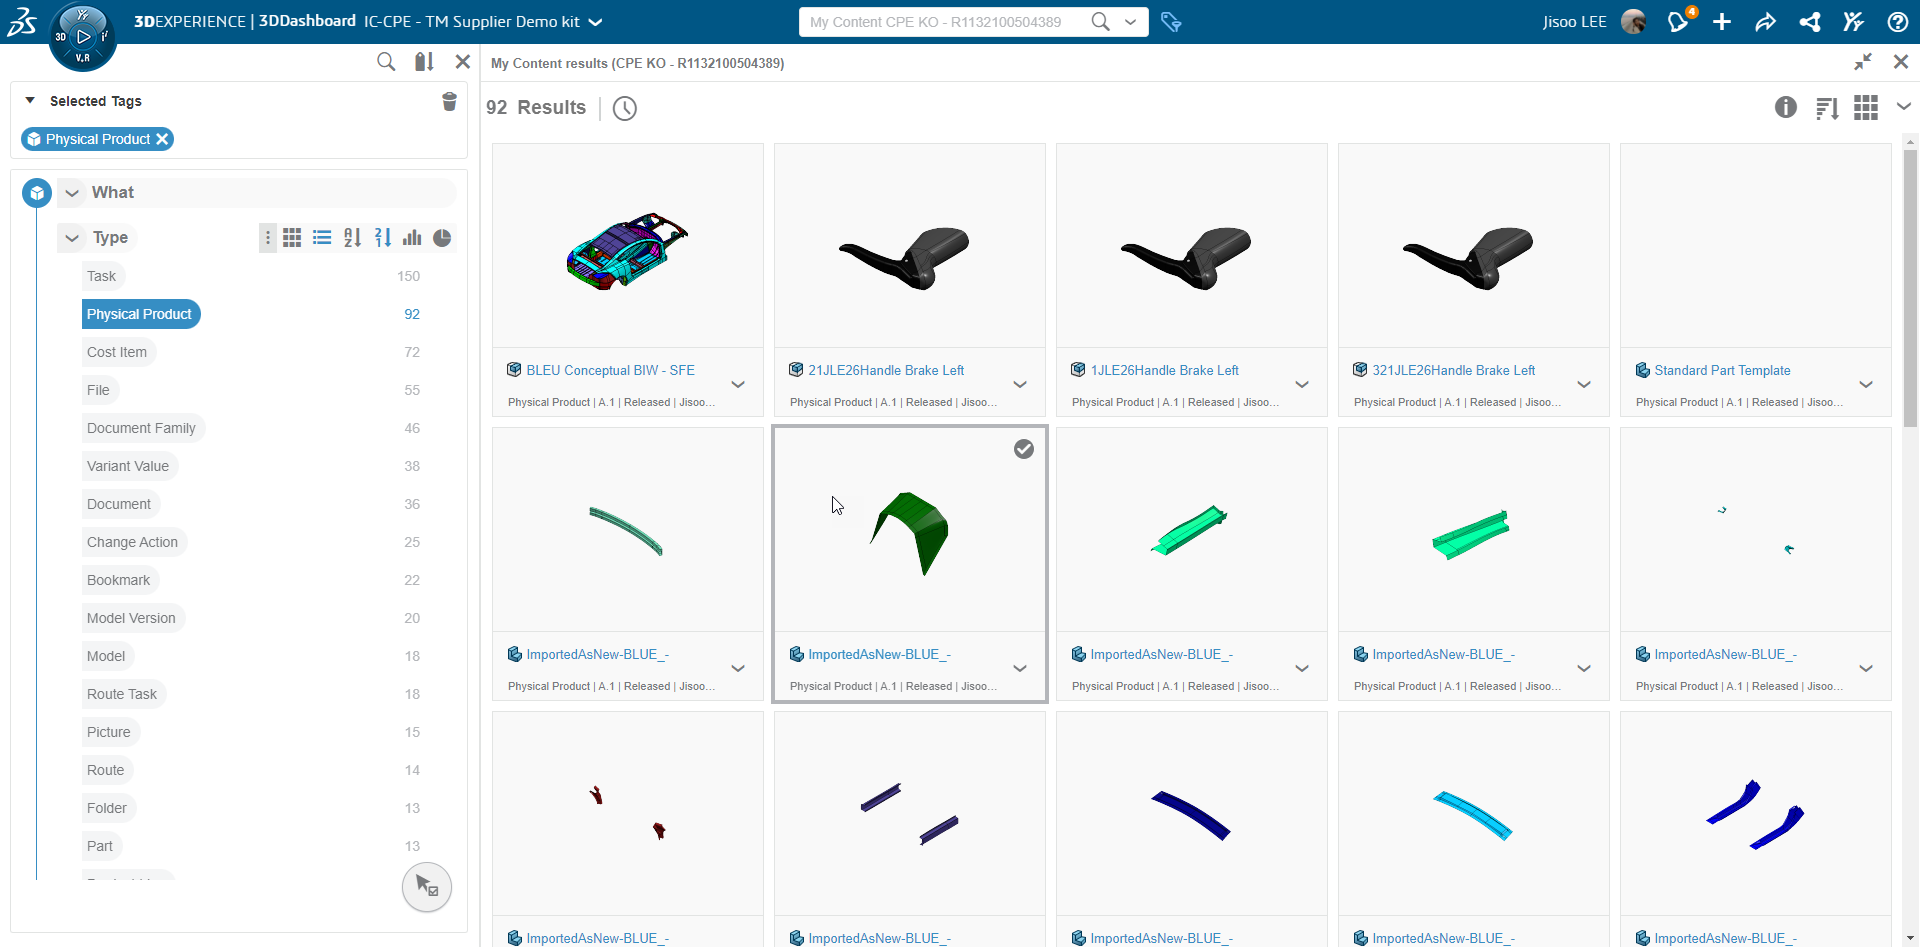 3DEXPERIENCE | 3DDashboard IC-CPE - TM Supplier Demo kit
My Content CPE KO - R1132100504389
Jisoo LEE
4
3D
V.R
My Content results (CPE KO - R1132100504389)
Selected Tags
Physical Product
What
Type
Task 150
Physical Product 92
Cost Item 72
File 55
Document Family 46
Variant Value 38
Document 36
Change Action 25
Bookmark 22
Model Version 20
Model 18
Route Task 18
Picture 15
Route 14
Folder 13
Part 13
92 Results
BLEU Conceptual BIW - SFE
Physical Product | A.1 | Released | Jisoo...
21JLE26Handle Brake Left
Physical Product | A.1 | Released | Jisoo...
1JLE26Handle Brake Left
Physical Product | A.1 | Released | Jisoo...
321JLE26Handle Brake Left
Physical Product | A.1 | Released | Jisoo...
Standard Part Template
Physical Product | A.1 | Released | Jisoo...
ImportedAsNew-BLUE_-
Physical Product | A.1 | Released | Jisoo...
ImportedAsNew-BLUE_-
Physical Product | A.1 | Released | Jisoo...
ImportedAsNew-BLUE_-
Physical Product | A.1 | Released | Jisoo...
ImportedAsNew-BLUE_-
Physical Product | A.1 | Released | Jisoo...
ImportedAsNew-BLUE_-
Physical Product | A.1 | Released | Jisoo...
ImportedAsNew-BLUE_-
ImportedAsNew-BLUE_-
ImportedAsNew-BLUE_-
ImportedAsNew-BLUE_-
ImportedAsNew-BLUE_-